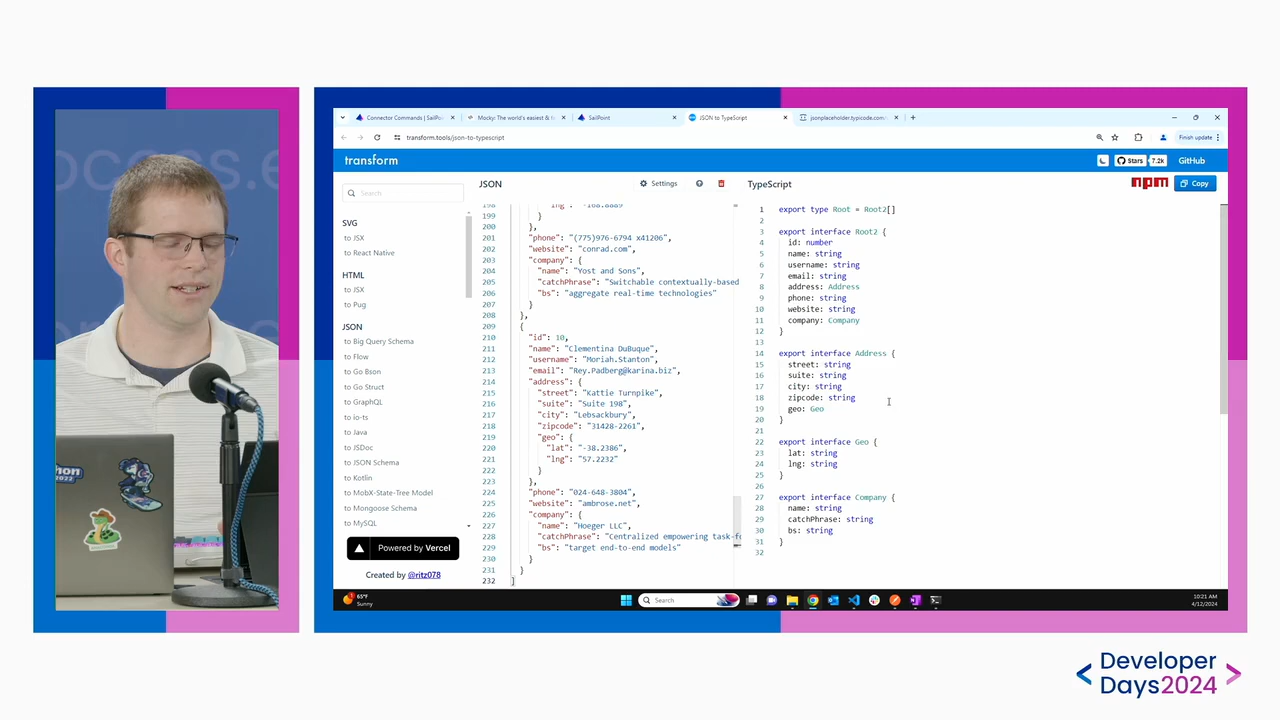 Connector Commands | SailPoi
Mocky: The world's easiest & f
SailPoint
JSON to TypeScript
jsonplaceholder.typicode.com/
transform.tools/json-to-typescript
Finish update
transform
Stars
7.2k
GitHub
Search
SVG
to JSX
to React Native
HTML
to JSX
to Pug
JSON
to Big Query Schema
to Flow
to Go Bson
to Go Struct
to GraphQL
to io-ts
to Java
to JSDoc
to JSON Schema
to Kotlin
to MobX-State-Tree Model
to Mongoose Schema
to MySQL
Powered by Vercel
Created by @ritz078
JSON
Settings
198 "lng": "-168.8889"
199 }
200 },
201 "phone": "(775)976-6794 x41206",
202 "website": "conrad.com",
203 "company": {
204 "name": "Yost and Sons",
205 "catchPhrase": "Switchable contextually-based
206 "bs": "aggregate real-time technologies"
207 }
208 },
209 {
210 "id": 10,
211 "name": "Clementina DuBuque",
212 "username": "Moriah.Stanton",
213 "email": "Rey.Padberg@karina.biz",
214 "address": {
215 "street": "Kattie Turnpike",
216 "suite": "Suite 198",
217 "city": "Lebsackbury",
218 "zipcode": "31428-2261",
219 "geo": {
220 "lat": "-38.2386",
221 "lng": "57.2232"
222 }
223 },
224 "phone": "024-648-3804",
225 "website": "ambrose.net",
226 "company": {
227 "name": "Hoeger LLC",
228 "catchPhrase": "Centralized empowering task-fo
229 "bs": "target end-to-end models"
230 }
231 }
232 ]
TypeScript
npm
Copy
1 export type Root = Root2[]
2
3 export interface Root2 {
4 id: number
5 name: string
6 username: string
7 email: string
8 address: Address
9 phone: string
10 website: string
11 company: Company
12 }
13
14 export interface Address {
15 street: string
16 suite: string
17 city: string
18 zipcode: string
19 geo: Geo
20 }
21
22 export interface Geo {
23 lat: string
24 lng: string
25 }
26
27 export interface Company {
28 name: string
29 catchPhrase: string
30 bs: string
31 }
32
65°F
Sunny
Search
10:21 AM
4/12/2024
<Developer
Days2024>